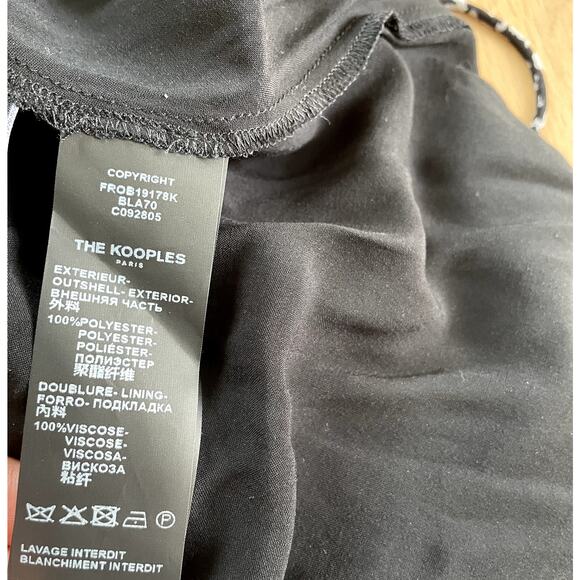 COPYRIGHT
FROB19178K
BLA70
C092805
THE KOOPLES
PARIS
EXTERIEUR-
OUTSHELL- EXTERIOR-
ВНЕШНЯЯ ЧАСТЬ
外料
100%POLYESTER-
POLYESTER-
POLIÉSTER-
ПОЛИЭСТЕР
聚酯纤维
DOUBLURE- LINING-
FORRO- ПОДКЛАДКА
內料
100%VISCOSE-
VISCOSE-
VISCOSA-
ВИСКОЗА
粘纤
P
LAVAGE INTERDIT
BLANCHIMENT INTERDIT